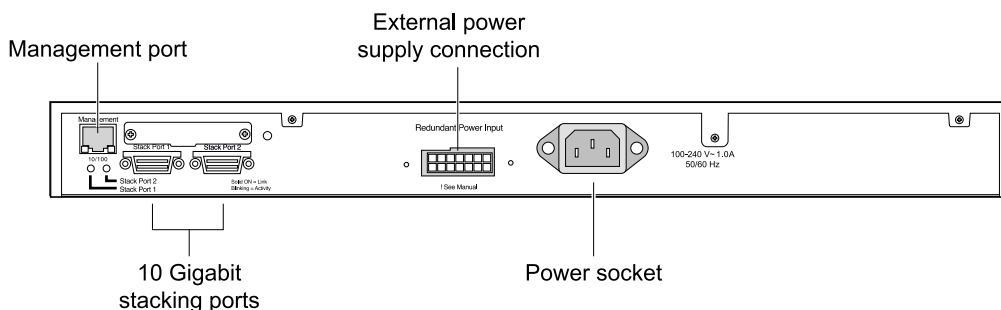 External power
supply connection
Management port
Management
Redundant Power Input
Stack Port 1
Stack Port 2
10/100
100-240 V~ 1.0A
50/60 Hz
Stack Port 2
Stack Port 1
Solid ON = Link
Blinking = Activity
! See Manual
10 Gigabit
stacking ports
Power socket